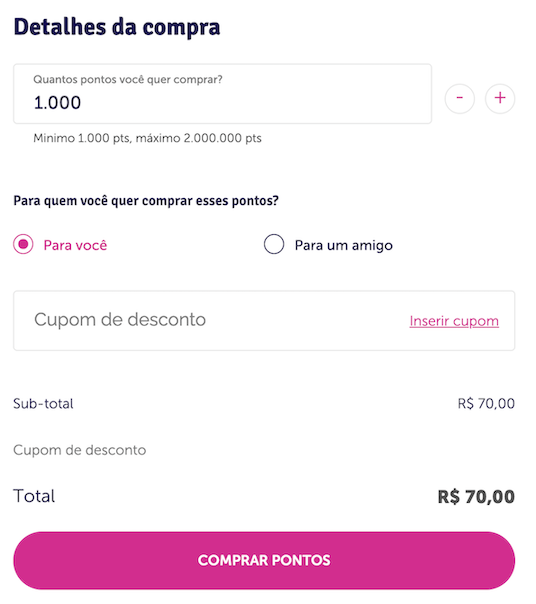 Detalhes da compra
Quantos pontos você quer comprar?
1.000
- +
Minimo 1.000 pts, máximo 2.000.000 pts
Para quem você quer comprar esses pontos?
Para você Para um amigo
Cupom de desconto Inserir cupom
Sub-total R$ 70,00
Cupom de desconto
Total R$ 70,00
COMPRAR PONTOS